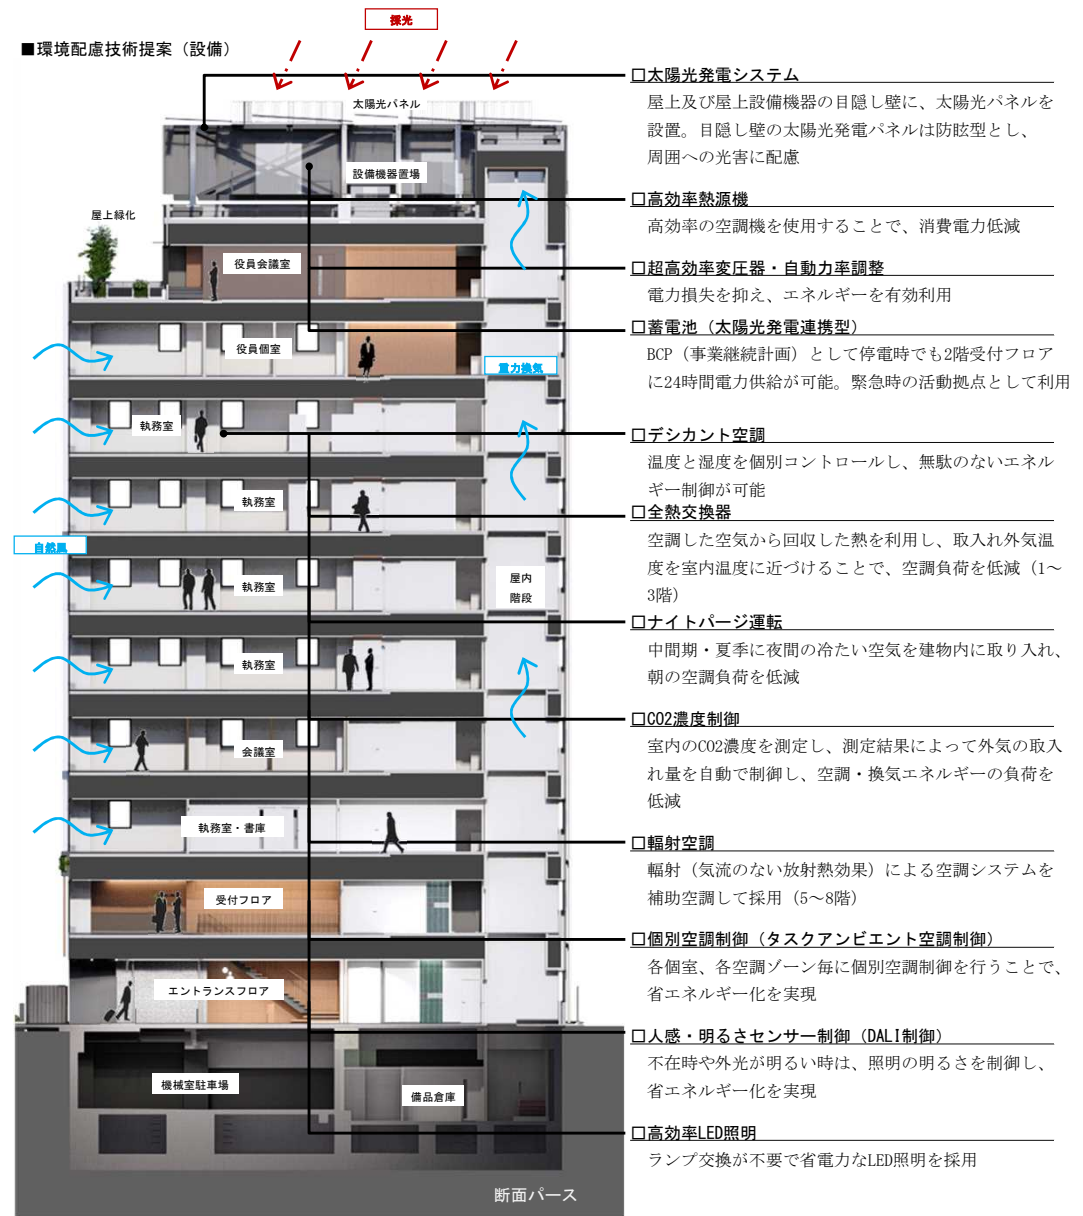 採光
■環境配慮技術提案（設備）
太陽光パネル
設備機器置場
屋上緑化
役員会議室
役員個室
重力換気
執務室
執務室
自然風
執務室
屋内
階段
執務室
会議室
執務室・書庫
受付フロア
エントランスフロア
機械室駐車場
備品倉庫
断面パース
□太陽光発電システム
屋上及び屋上設備機器の目隠し壁に、太陽光パネルを
設置。目隠し壁の太陽光発電パネルは防眩型とし、
周囲への光害に配慮
□高効率熱源機
高効率の空調機を使用することで、消費電力低減
□超高効率変圧器・自動力率調整
電力損失を抑え、エネルギーを有効利用
□蓄電池（太陽光発電連携型）
BCP（事業継続計画）として停電時でも2階受付フロア
に24時間電力供給が可能。緊急時の活動拠点として利用
□デシカント空調
温度と湿度を個別コントロールし、無駄のないエネル
ギー制御が可能
□全熱交換器
空調した空気から回収した熱を利用し、取入れ外気温
度を室内温度に近づけることで、空調負荷を低減（1～
3階）
□ナイトパージ運転
中間期・夏季に夜間の冷たい空気を建物内に取り入れ、
朝の空調負荷を低減
□CO2濃度制御
室内のCO2濃度を測定し、測定結果によって外気の取入
れ量を自動で制御し、空調・換気エネルギーの負荷を
低減
□輻射空調
輻射（気流のない放射熱効果）による空調システムを
補助空調して採用（5～8階）
□個別空調制御（タスクアンビエント空調制御）
各個室、各空調ゾーン毎に個別空調制御を行うことで、
省エネルギー化を実現
□人感・明るさセンサー制御（DALI制御）
不在時や外光が明るい時は、照明の明るさを制御し、
省エネルギー化を実現
□高効率LED照明
ランプ交換が不要で省電力なLED照明を採用